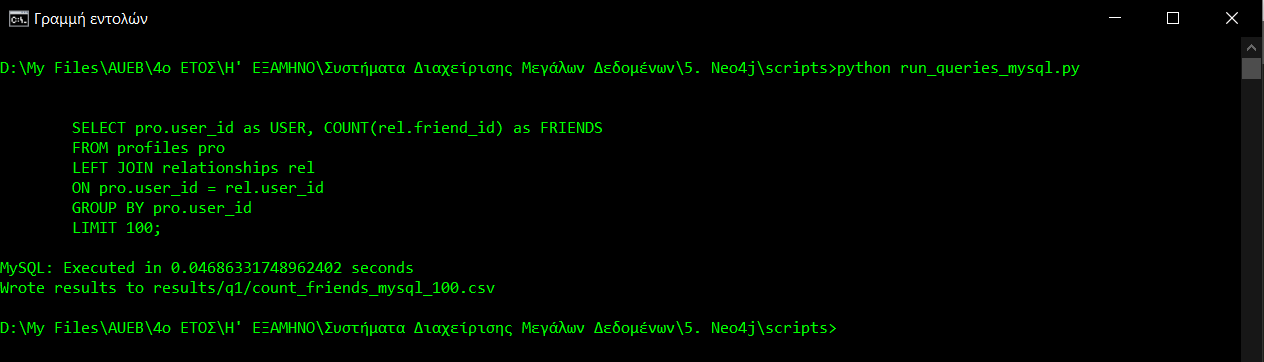 Γραμμή εντολών
D:\My Files\AUEB\4ο ΕΤΟΣ\Η' ΕΞΑΜΗΝΟ\Συστήματα Διαχείρισης Μεγάλων Δεδομένων\5. Neo4j\scripts>python run_queries_mysql.py
SELECT pro.user_id as USER, COUNT(rel.friend_id) as FRIENDS
FROM profiles pro
LEFT JOIN relationships rel
ON pro.user_id = rel.user_id
GROUP BY pro.user_id
LIMIT 100;
MySQL: Executed in 0.04686331748962402 seconds
Wrote results to results/q1/count_friends_mysql_100.csv
D:\My Files\AUEB\4ο ΕΤΟΣ\Η' ΕΞΑΜΗΝΟ\Συστήματα Διαχείρισης Μεγάλων Δεδομένων\5. Neo4j\scripts>